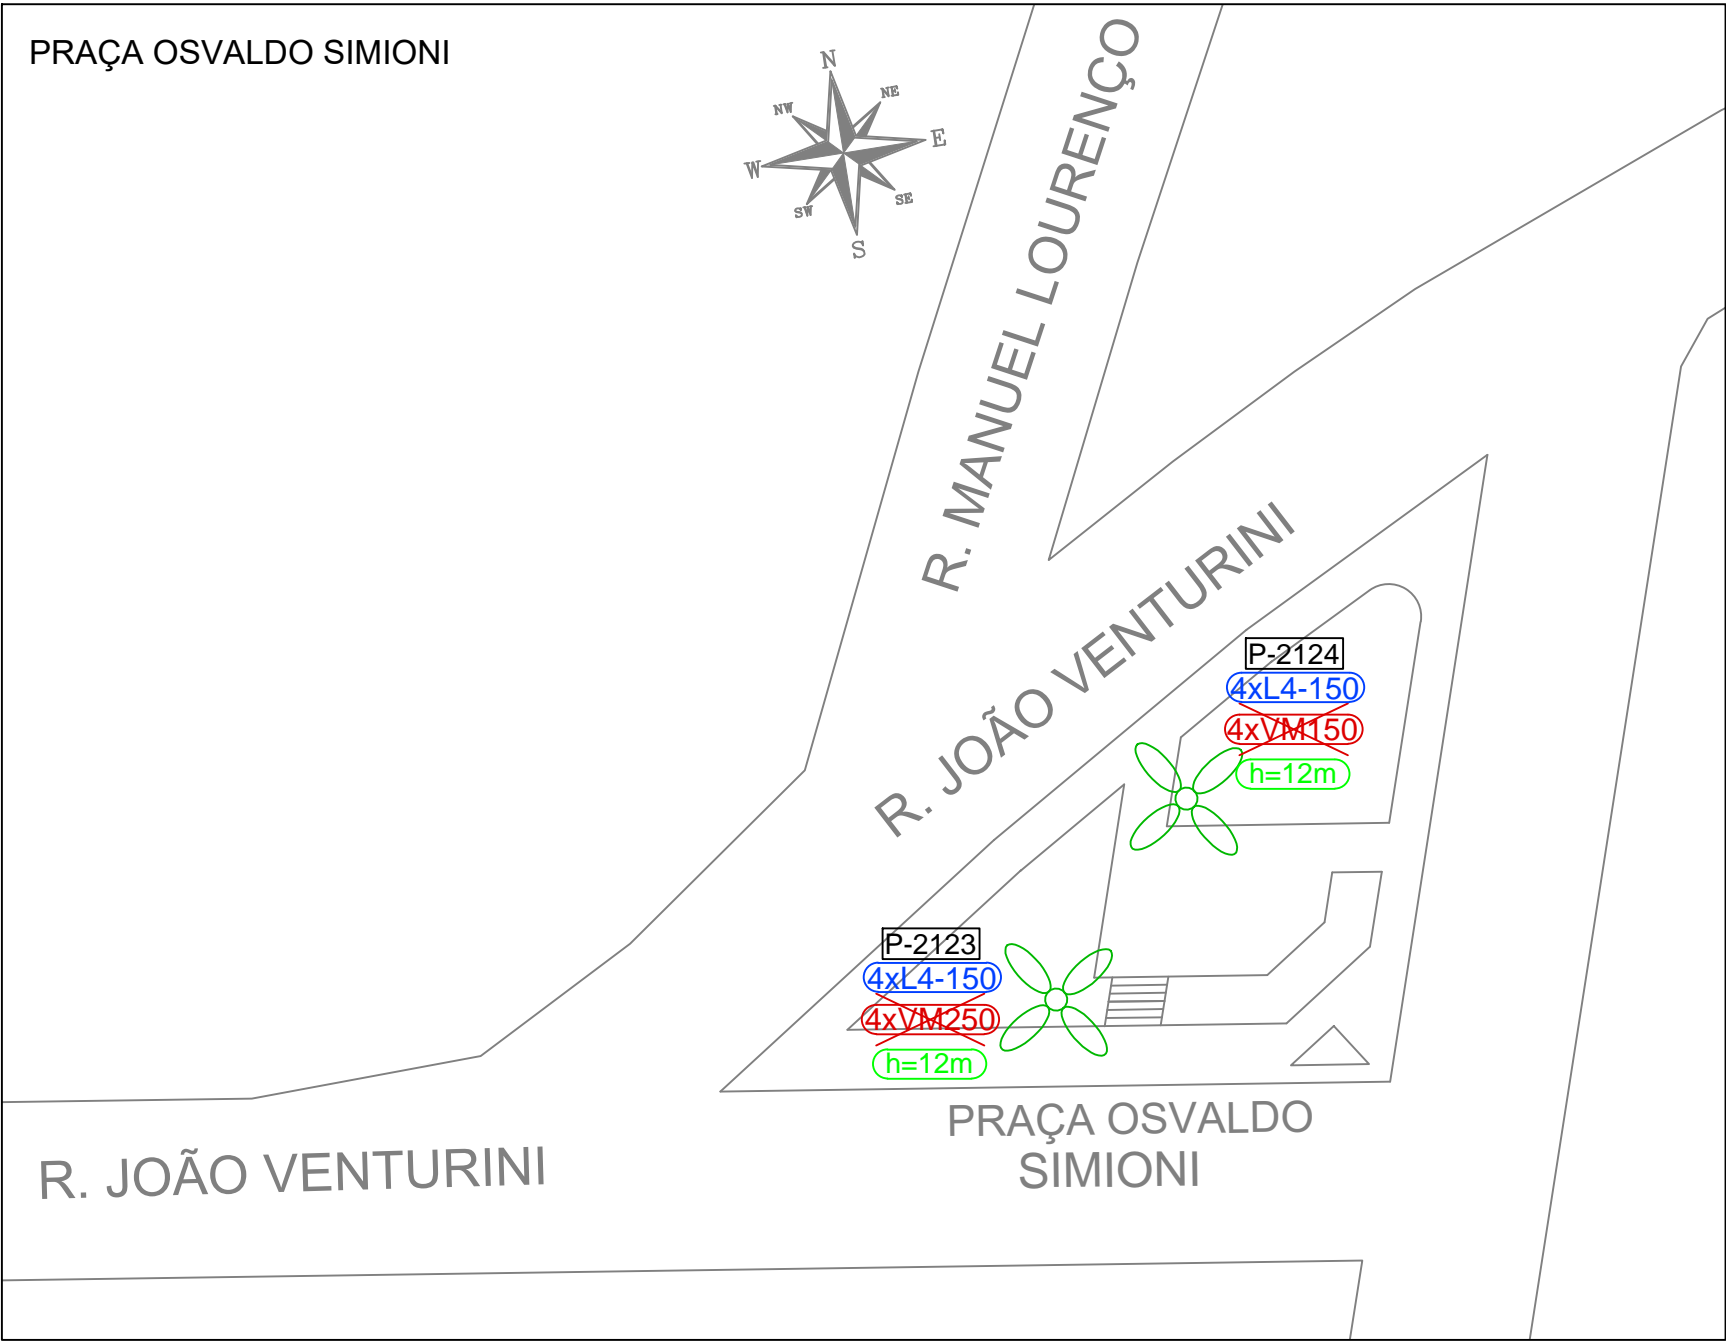 PRAÇA OSVALDO SIMIONI
N
NW
NE
W
E
SW
SE
S
R. MANUEL LOURENÇO
R. JOÃO VENTURINI
P-2124
4xL4-150
4xVM150
h=12m
P-2123
4xL4-150
4xVM250
h=12m
PRAÇA OSVALDO
SIMIONI
R. JOÃO VENTURINI